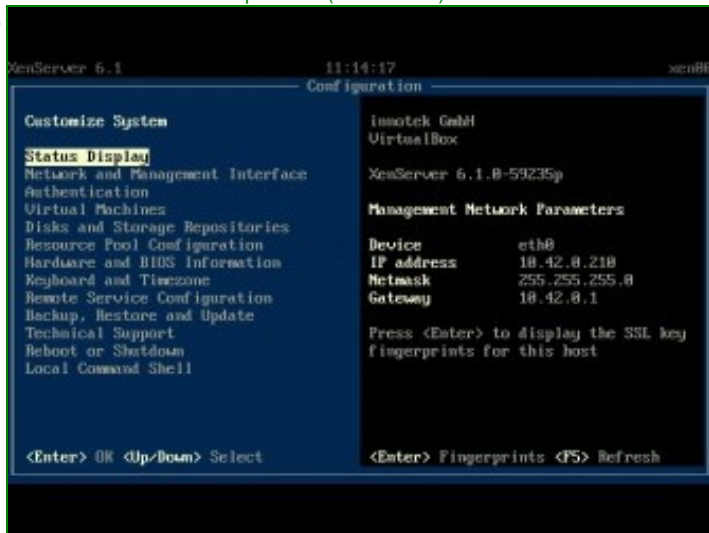 XenServer 6.1 11:14:17
Configuration
Customize System
Status Display
Network and Management Interface
Authentication
Virtual Machines
Disks and Storage Repositories
Resource Pool Configuration
Hardware and BIOS Information
Keyboard and Timezone
Remote Service Configuration
Backup, Restore and Update
Technical Support
Reboot or Shutdown
Local Command Shell
<Enter> OK <Up/Down> Select
innotek GmbH
VirtualBox
XenServer 6.1.0-59235p
Management Network Parameters
Device eth0
IP address 10.42.0.210
Netmask 255.255.255.0
Gateway 10.42.0.1
Press <Enter> to display the SSL key
fingerprints for this host
<Enter> Fingerprints <F5> Refresh